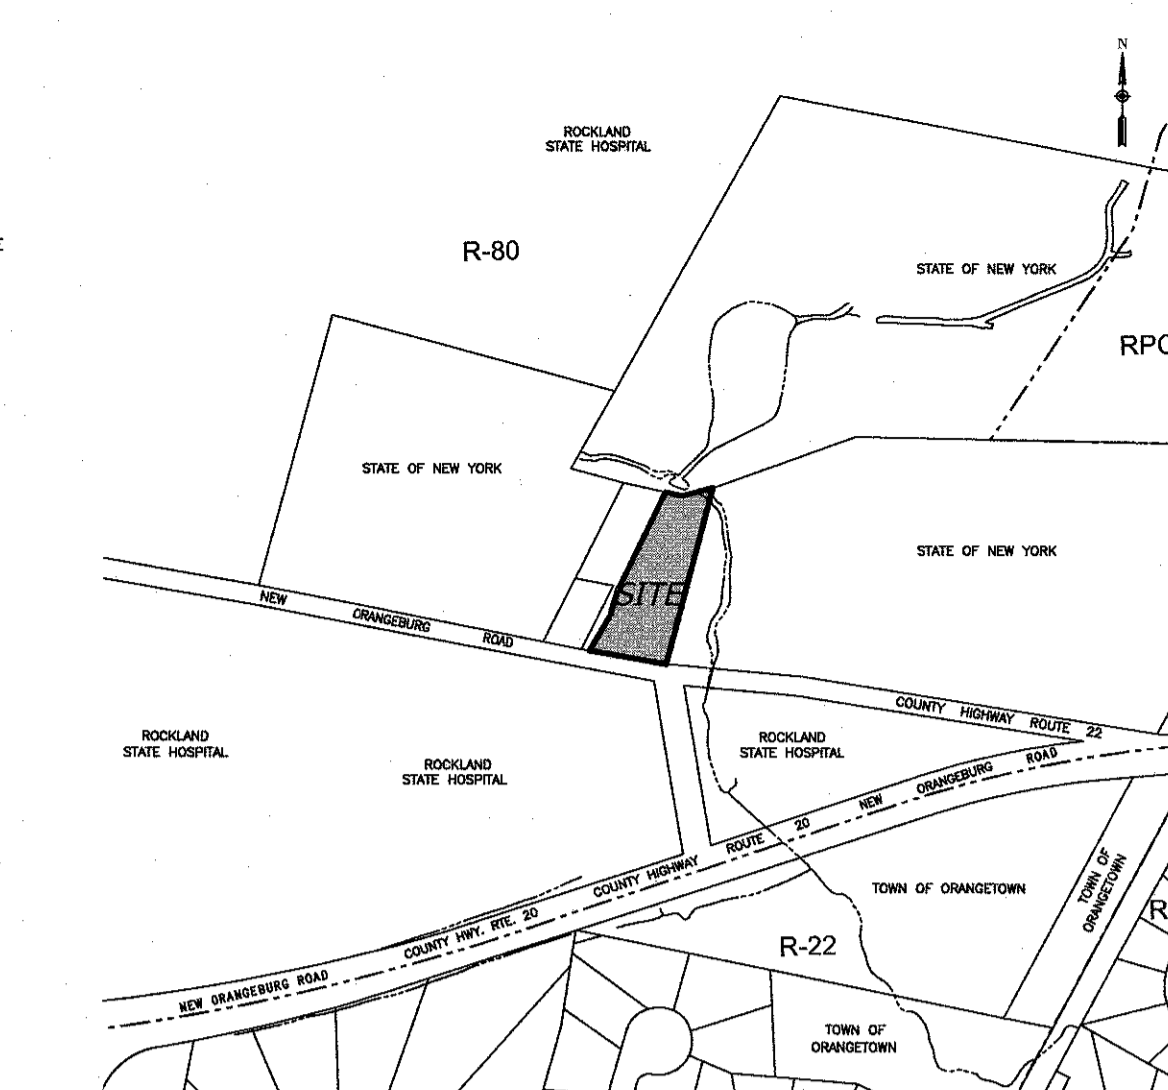 N
ROCKLAND
STATE HOSPITAL
R-80
STATE OF NEW YORK
RPO
STATE OF NEW YORK
STATE OF NEW YORK
SITE
NEW ORANGEBURG ROAD
COUNTY HIGHWAY ROUTE 22
ROCKLAND
STATE HOSPITAL
ROCKLAND
STATE HOSPITAL
ROCKLAND
STATE HOSPITAL
COUNTY HIGHWAY ROUTE 20 NEW ORANGEBURG ROAD
NEW ORANGEBURG ROAD COUNTY HWY. RTE. 20
TOWN OF ORANGETOWN
TOWN OF
ORANGETOWN
R
R-22
TOWN OF
ORANGETOWN